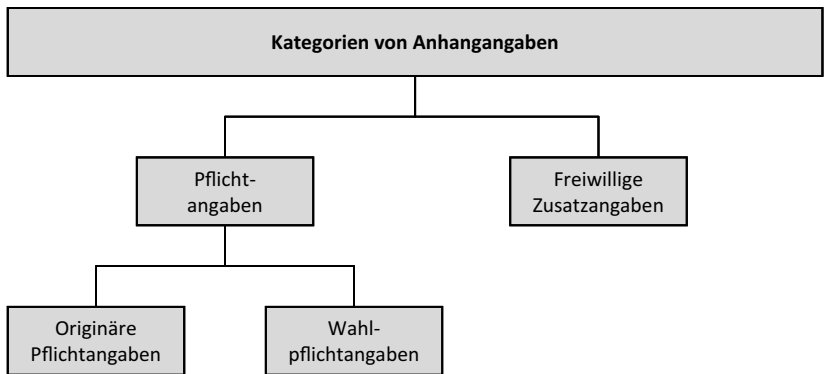 Kategorien von Anhangangaben
Pflicht-
angaben
Freiwillige
Zusatzangaben
Originäre
Pflichtangaben
Wahl-
pflichtangaben